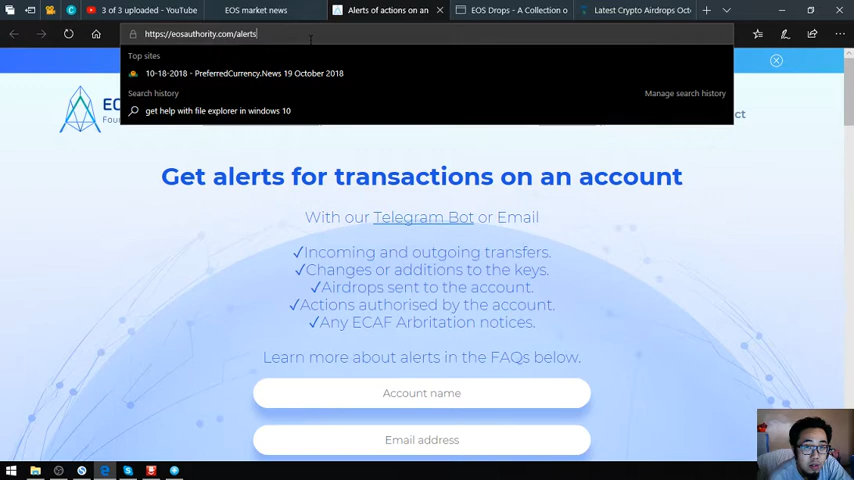 3 of 3 uploaded - YouTube
EOS market news
Alerts of actions on an
EOS Drops - A Collection o
Latest Crypto Airdrops Oct
https://eosauthority.com/alerts
Top sites
10-18-2018 - PreferredCurrency.News 19 October 2018
Search history
Manage search history
get help with file explorer in windows 10
EO
Foun
ct
Get alerts for transactions on an account
With our Telegram Bot or Email
✓Incoming and outgoing transfers.
✓Changes or additions to the keys.
✓Airdrops sent to the account.
✓Actions authorised by the account.
✓Any ECAF Arbritation notices.
Learn more about alerts in the FAQs below.
Account name
Email address